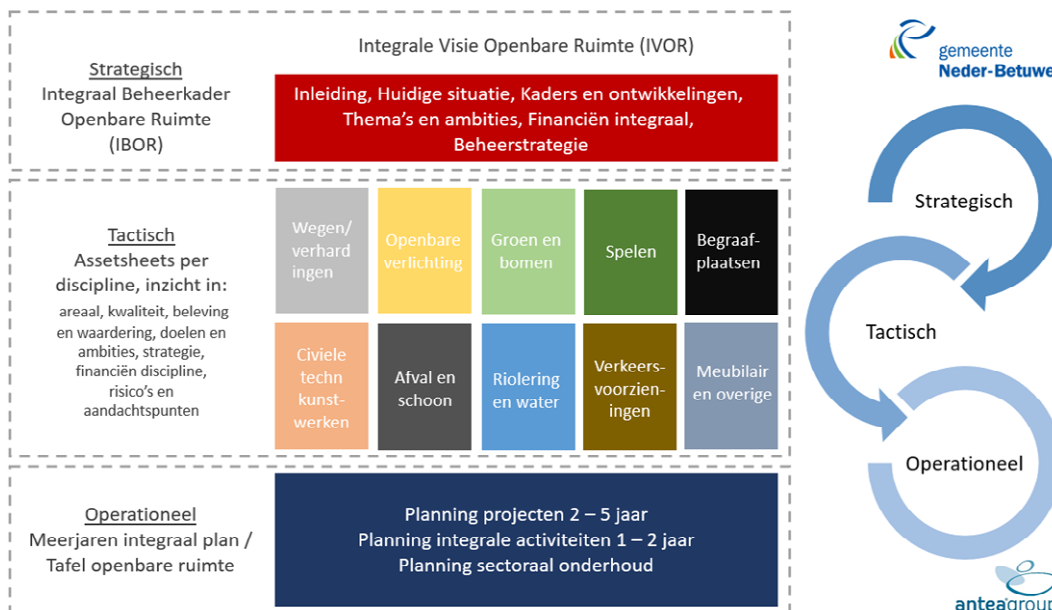 Strategisch
Integraal Beheerkader
Openbare Ruimte
(IBOR)
Integrale Visie Openbare Ruimte (IVOR)
Inleiding, Huidige situatie, Kaders en ontwikkelingen,
Thema's en ambities, Financiën integraal,
Beheerstrategie
Tactisch
Assetsheets per
discipline, inzicht in:
areaal, kwaliteit, beleving
en waardering, doelen en
ambities, strategie,
financiën discipline,
risico's en
aandachtspunten
Wegen/
verhard
ingen
Openbare
verlichting
Groen en
bomen
Spelen
Begraaf-
plaatsen
Civiele
techn
kunst-
werken
Afval en
schoon
Riolering
en water
Verkeers-
voorzien-
ingen
Meubilair
en overige
Operationeel
Meerjaren integraal plan /
Tafel openbare ruimte
Planning projecten 2 – 5 jaar
Planning integrale activiteiten 1 – 2 jaar
Planning sectoraal onderhoud
gemeente
Neder-Betuwe
Strategisch
Tactisch
Operationeel
anteagroup